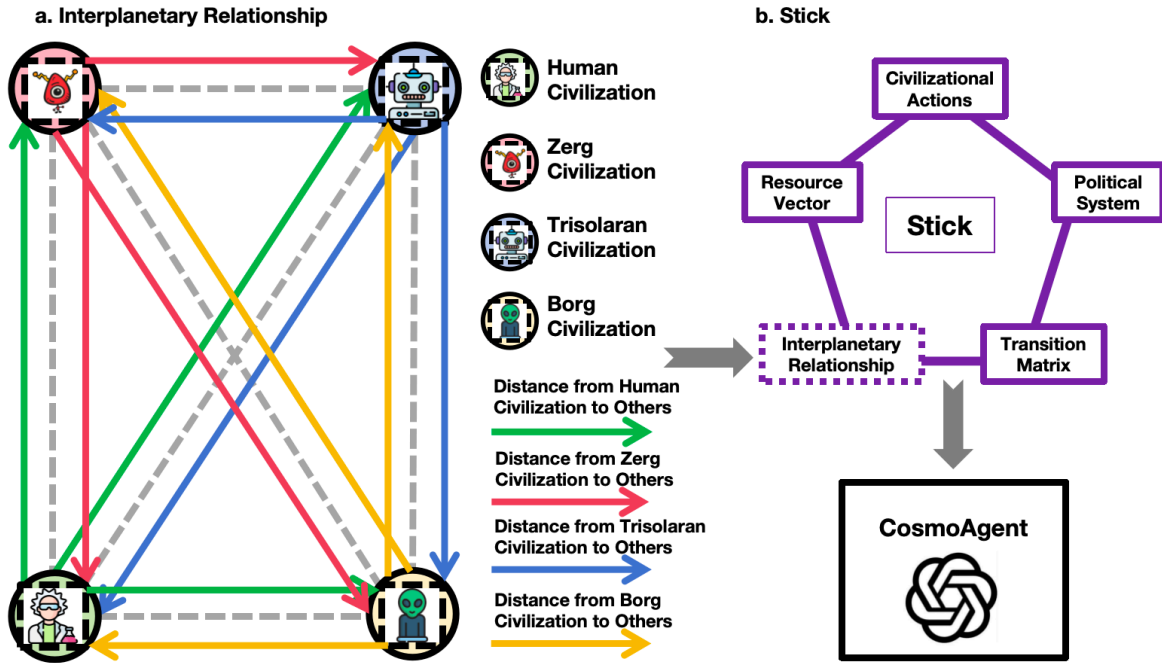 a. Interplanetary Relationship
Human
Civilization
Zerg
Civilization
Trisolaran
Civilization
Borg
Civilization
Distance from Human
Civilization to Others
Distance from Zerg
Civilization to Others
Distance from Trisolaran
Civilization to Others
Distance from Borg
Civilization to Others
b. Stick
Civilizational
Actions
Resource
Vector
Political
System
Stick
Interplanetary
Relationship
Transition
Matrix
CosmoAgent